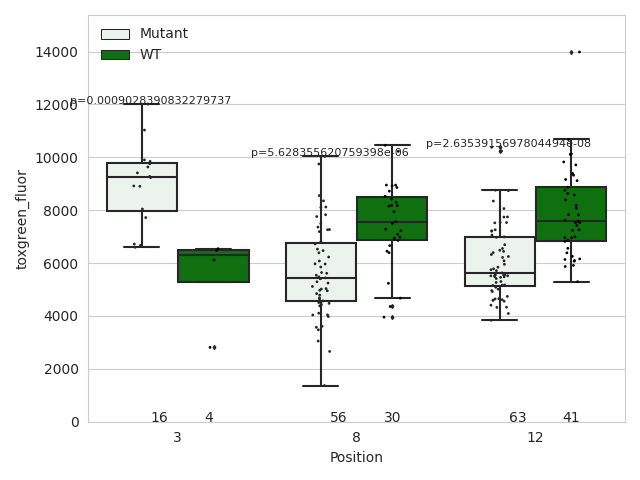 Mutant
WT
14000
12000
10000
8000
6000
4000
2000
0
toxgreen_fluor
p=0.0009028390832279737
p=5.628355620759398e-06
p=2.6353915697804494e-08
16 4 56 30 63 41
3 8 12
Position